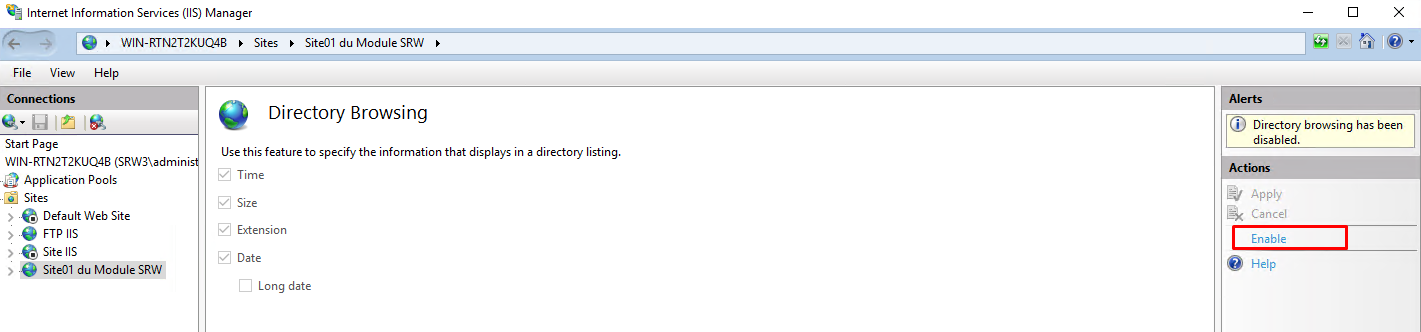 Internet Information Services (IIS) Manager
WIN-RTN2T2KUQ4B
Sites
Site01 du Module SRW
File View Help
Connections
Start Page
WIN-RTN2T2KUQ4B (SRW3\administ
Application Pools
Sites
Default Web Site
FTP IIS
Site IIS
Site01 du Module SRW
Directory Browsing
Use this feature to specify the information that displays in a directory listing.
Time
Size
Extension
Date
Long date
Alerts
Directory browsing has been
disabled.
Actions
Apply
Cancel
Enable
Help